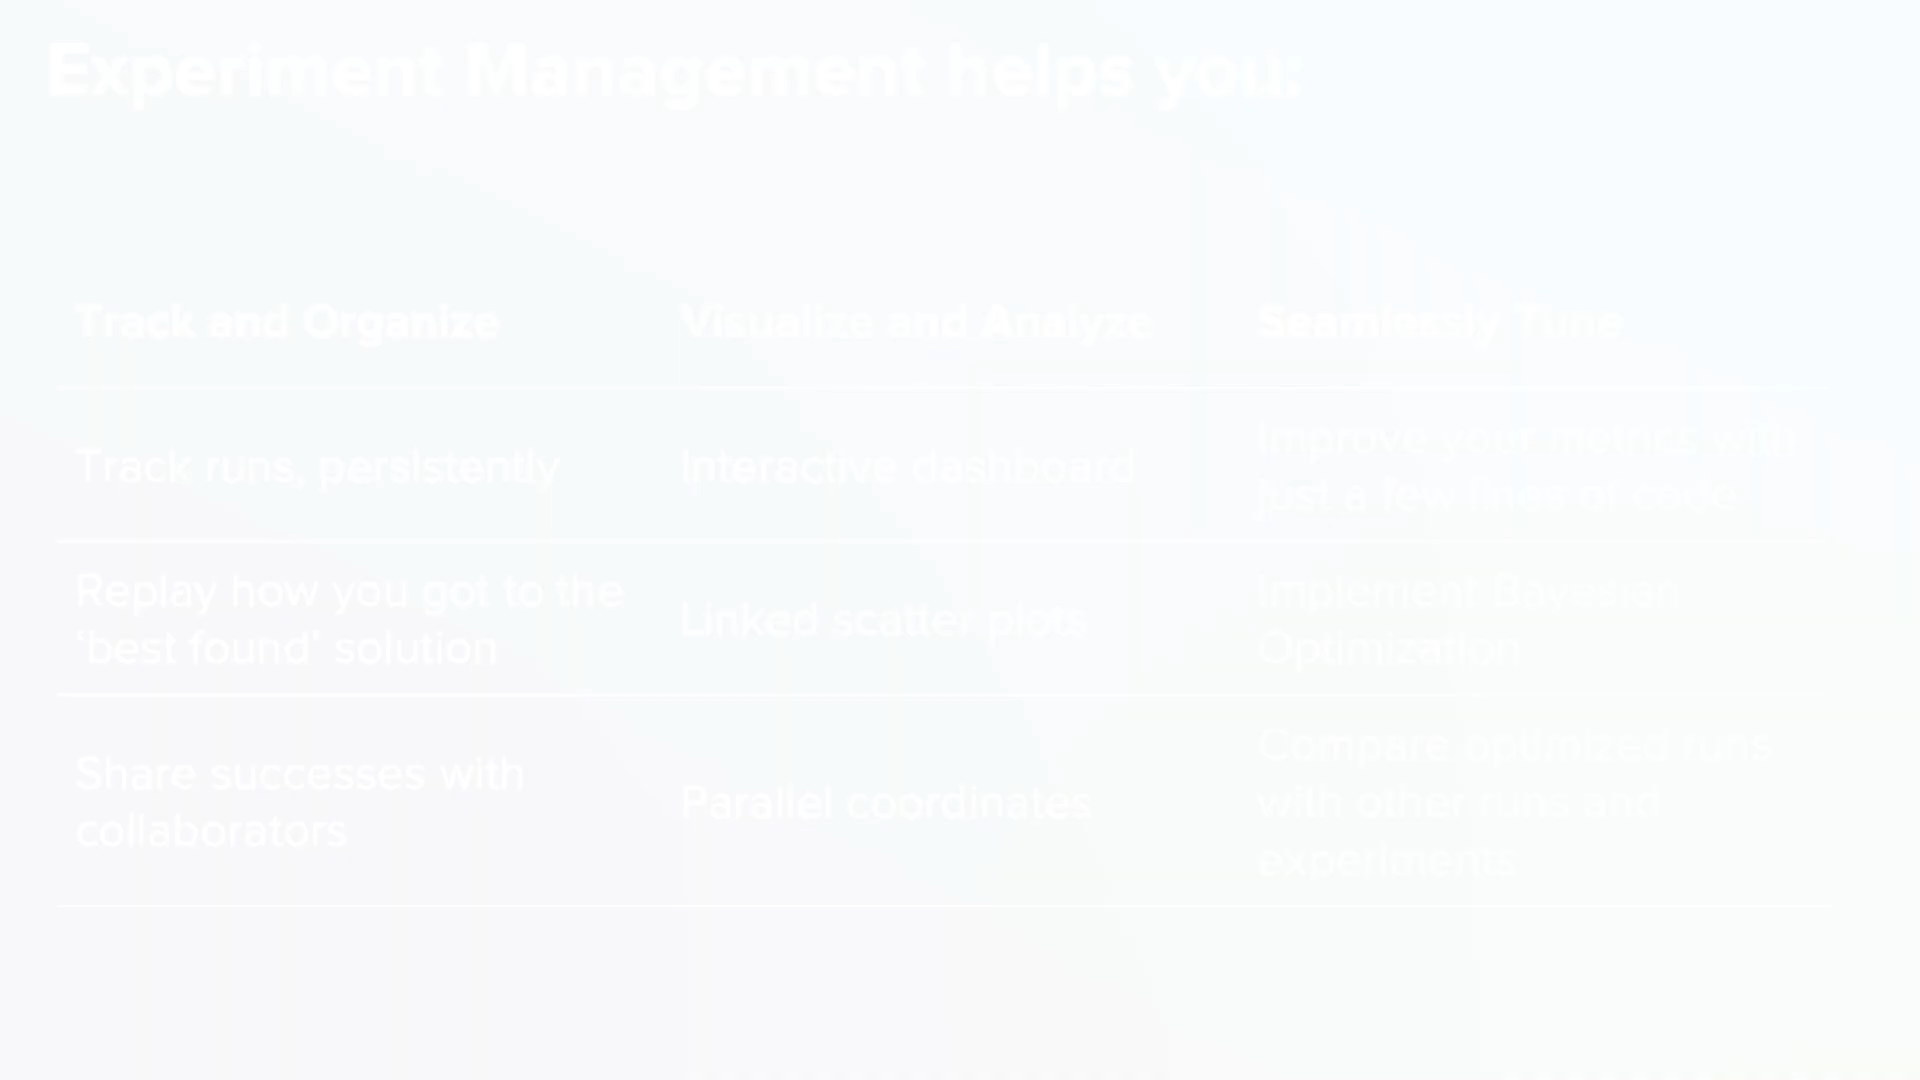 Experiment Management helps you:
Track and Organize
Visualize and Analyze
Seamlessly Tune
Track runs, persistently
Interactive dashboard
Improve your metrics with
just a few lines of code
Replay how you got to the
‘best found’ solution
Linked scatter plots
Implement Bayesian
Optimization
Share successes with
collaborators
Parallel coordinates
Compare optimized runs
with other runs and
experiments